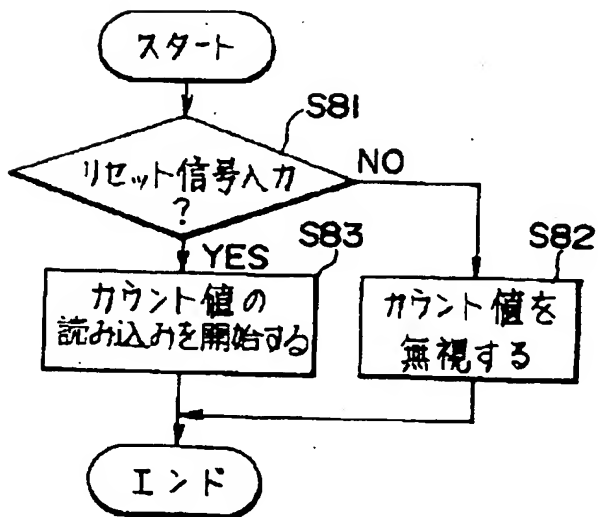 スタート
S81
リセット信号入力
?
NO
YES
S83
S82
カウント値の
読み込みを開始する
カウント値を
無視する
エンド